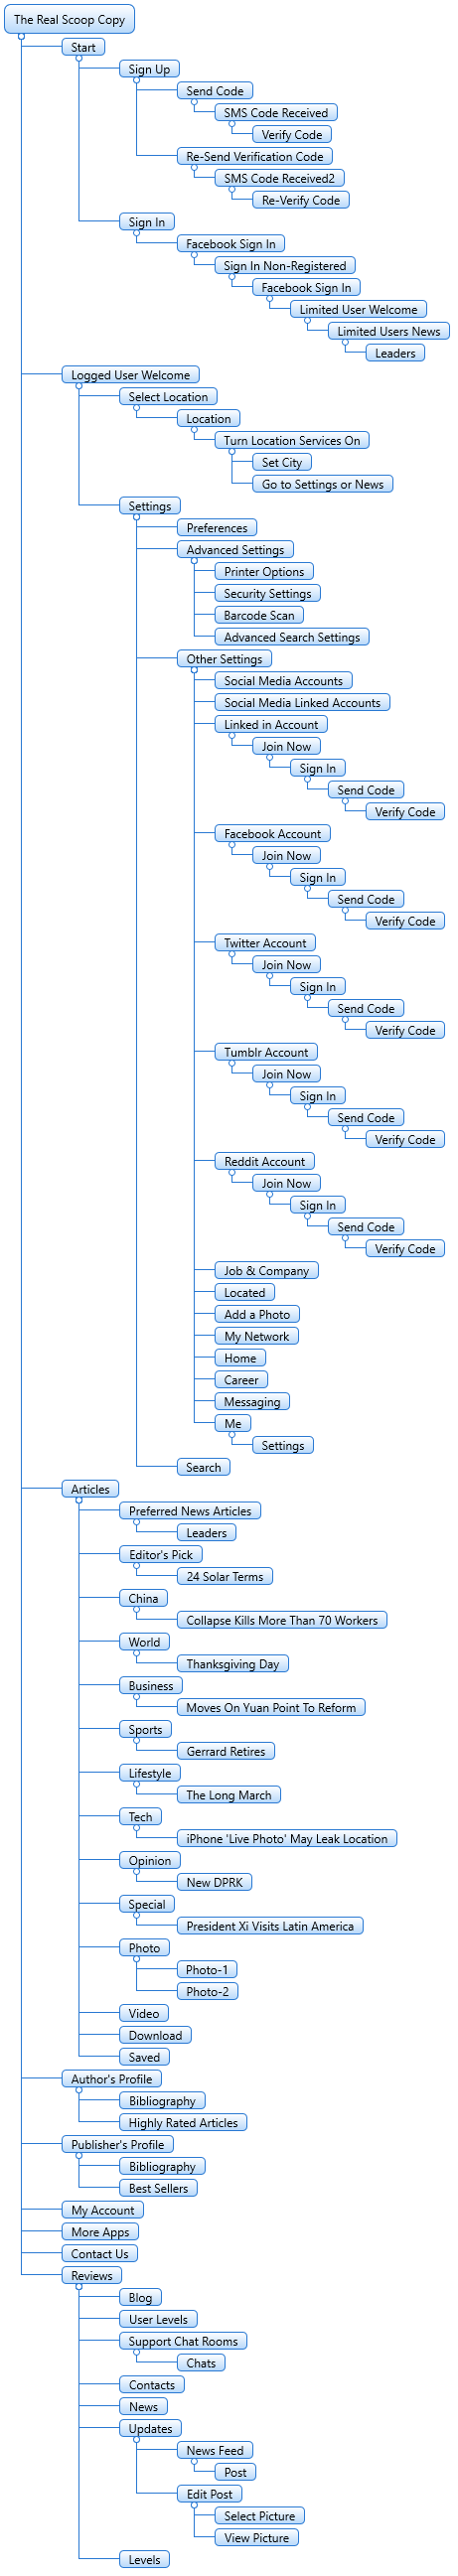 The Real Scoop Copy
Start
Sign Up
Send Code
SMS Code Received
Verify Code
Re-Send Verification Code
SMS Code Received2
Re-Verify Code
Sign In
Facebook Sign In
Sign In Non-Registered
Facebook Sign In
Limited User Welcome
Limited Users News
Leaders
Logged User Welcome
Select Location
Location
Turn Location Services On
Set City
Go to Settings or News
Settings
Preferences
Advanced Settings
Printer Options
Security Settings
Barcode Scan
Advanced Search Settings
Other Settings
Social Media Accounts
Social Media Linked Accounts
Linked in Account
Join Now
Sign In
Send Code
Verify Code
Facebook Account
Join Now
Sign In
Send Code
Verify Code
Twitter Account
Join Now
Sign In
Send Code
Verify Code
Tumblr Account
Join Now
Sign In
Send Code
Verify Code
Reddit Account
Join Now
Sign In
Send Code
Verify Code
Job & Company
Located
Add a Photo
My Network
Home
Career
Messaging
Me
Settings
Search
Articles
Preferred News Articles
Leaders
Editor's Pick
24 Solar Terms
China
Collapse Kills More Than 70 Workers
World
Thanksgiving Day
Business
Moves On Yuan Point To Reform
Sports
Gerrard Retires
Lifestyle
The Long March
Tech
iPhone 'Live Photo' May Leak Location
Opinion
New DPRK
Special
President Xi Visits Latin America
Photo
Photo-1
Photo-2
Video
Download
Saved
Author's Profile
Bibliography
Highly Rated Articles
Publisher's Profile
Bibliography
Best Sellers
My Account
More Apps
Contact Us
Reviews
Blog
User Levels
Support Chat Rooms
Chats
Contacts
News
Updates
News Feed
Post
Edit Post
Select Picture
View Picture
Levels